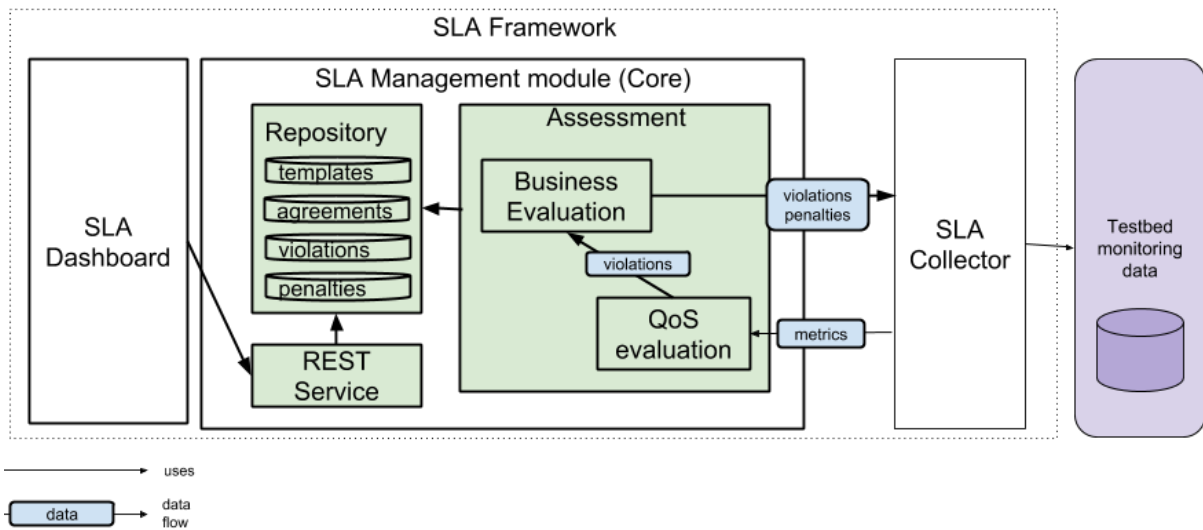 SLA Framework
SLA Dashboard
SLA Management module (Core)
Repository
templates
agreements
violations
penalties
REST
Service
Assessment
Business
Evaluation
violations
QoS
evaluation
violations
penalties
metrics
SLA
Collector
Testbed
monitoring
data
uses
data
data
flow